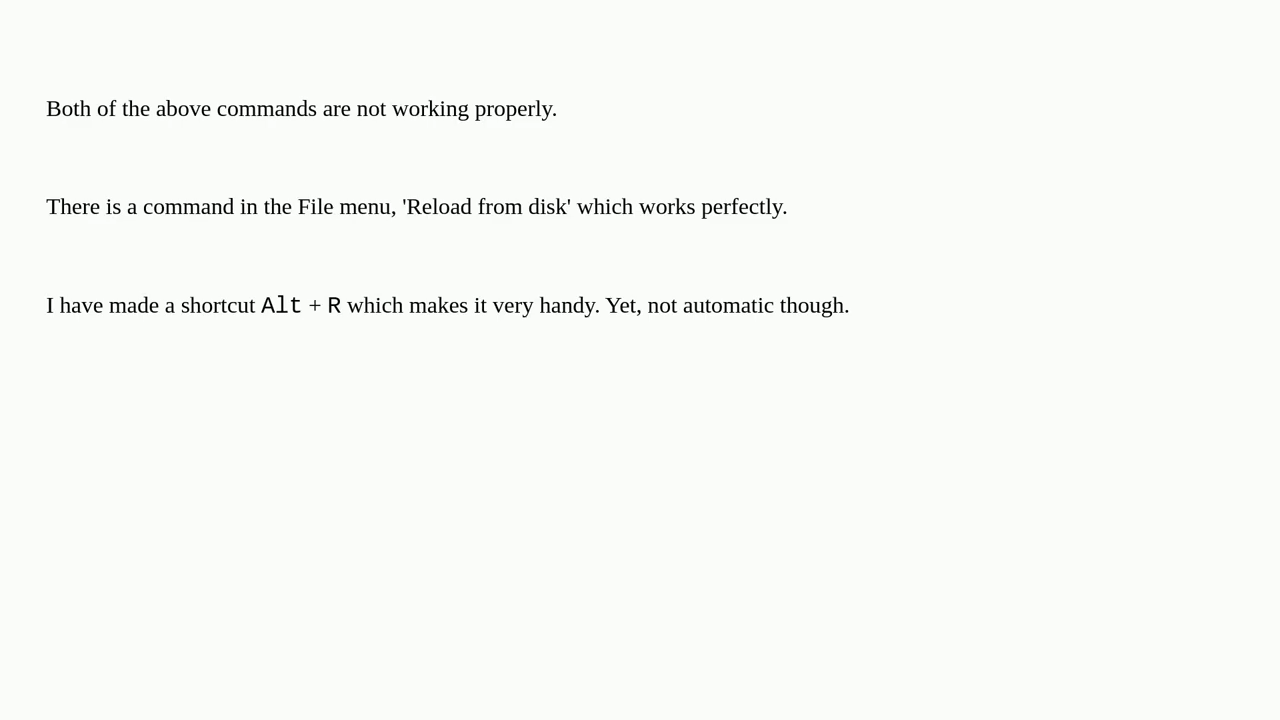 Both of the above commands are not working properly.
There is a command in the File menu, 'Reload from disk' which works perfectly.
I have made a shortcut Alt + R which makes it very handy. Yet, not automatic though.